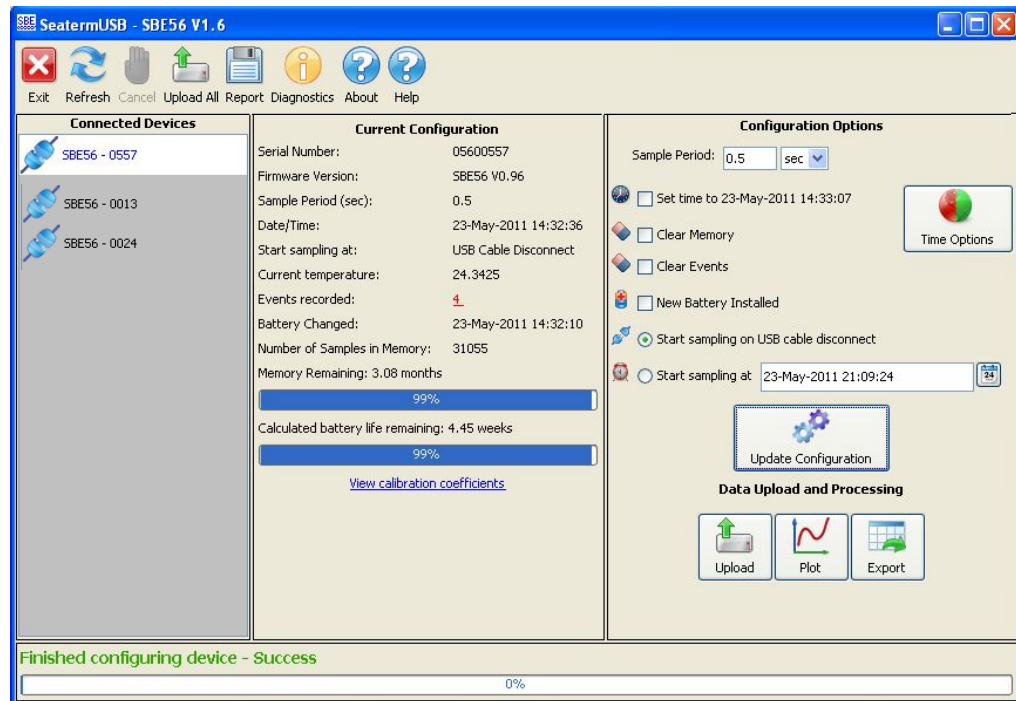 SBE SeatermUSB - SBE56 V1.6
Exit Refresh Cancel Upload All Report Diagnostics About Help
Connected Devices
SBE56 - 0557
SBE56 - 0013
SBE56 - 0024
Current Configuration
Serial Number: 05600557
Firmware Version: SBE56 V0.96
Sample Period (sec): 0.5
Date/Time: 23-May-2011 14:32:36
Start sampling at: USB Cable Disconnect
Current temperature: 24.3425
Events recorded: 4
Battery Changed: 23-May-2011 14:32:10
Number of Samples in Memory: 31055
Memory Remaining: 3.08 months
99%
Calculated battery life remaining: 4.45 weeks
99%
View calibration coefficients
Configuration Options
Sample Period: 0.5 sec
Set time to 23-May-2011 14:33:07
Time Options
Clear Memory
Clear Events
New Battery Installed
Start sampling on USB cable disconnect
Start sampling at 23-May-2011 21:09:24 24
Update Configuration
Data Upload and Processing
Upload Plot Export
Finished configuring device - Success
0%